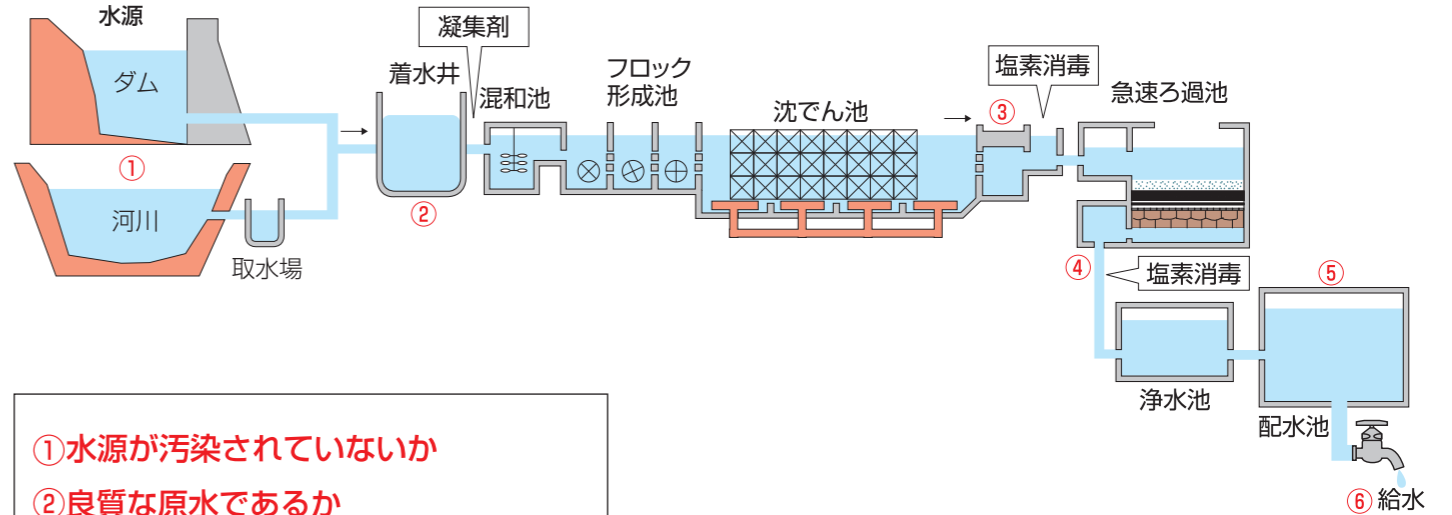 水源
ダム
①
河川
取水場
着水井
②
凝集剤
混和池
フロック
形成池
沈でん池
③
塩素消毒
急速ろ過池
④
塩素消毒
浄水池
⑤
配水池
⑥給水
①水源が汚染されていないか
②良質な原水であるか